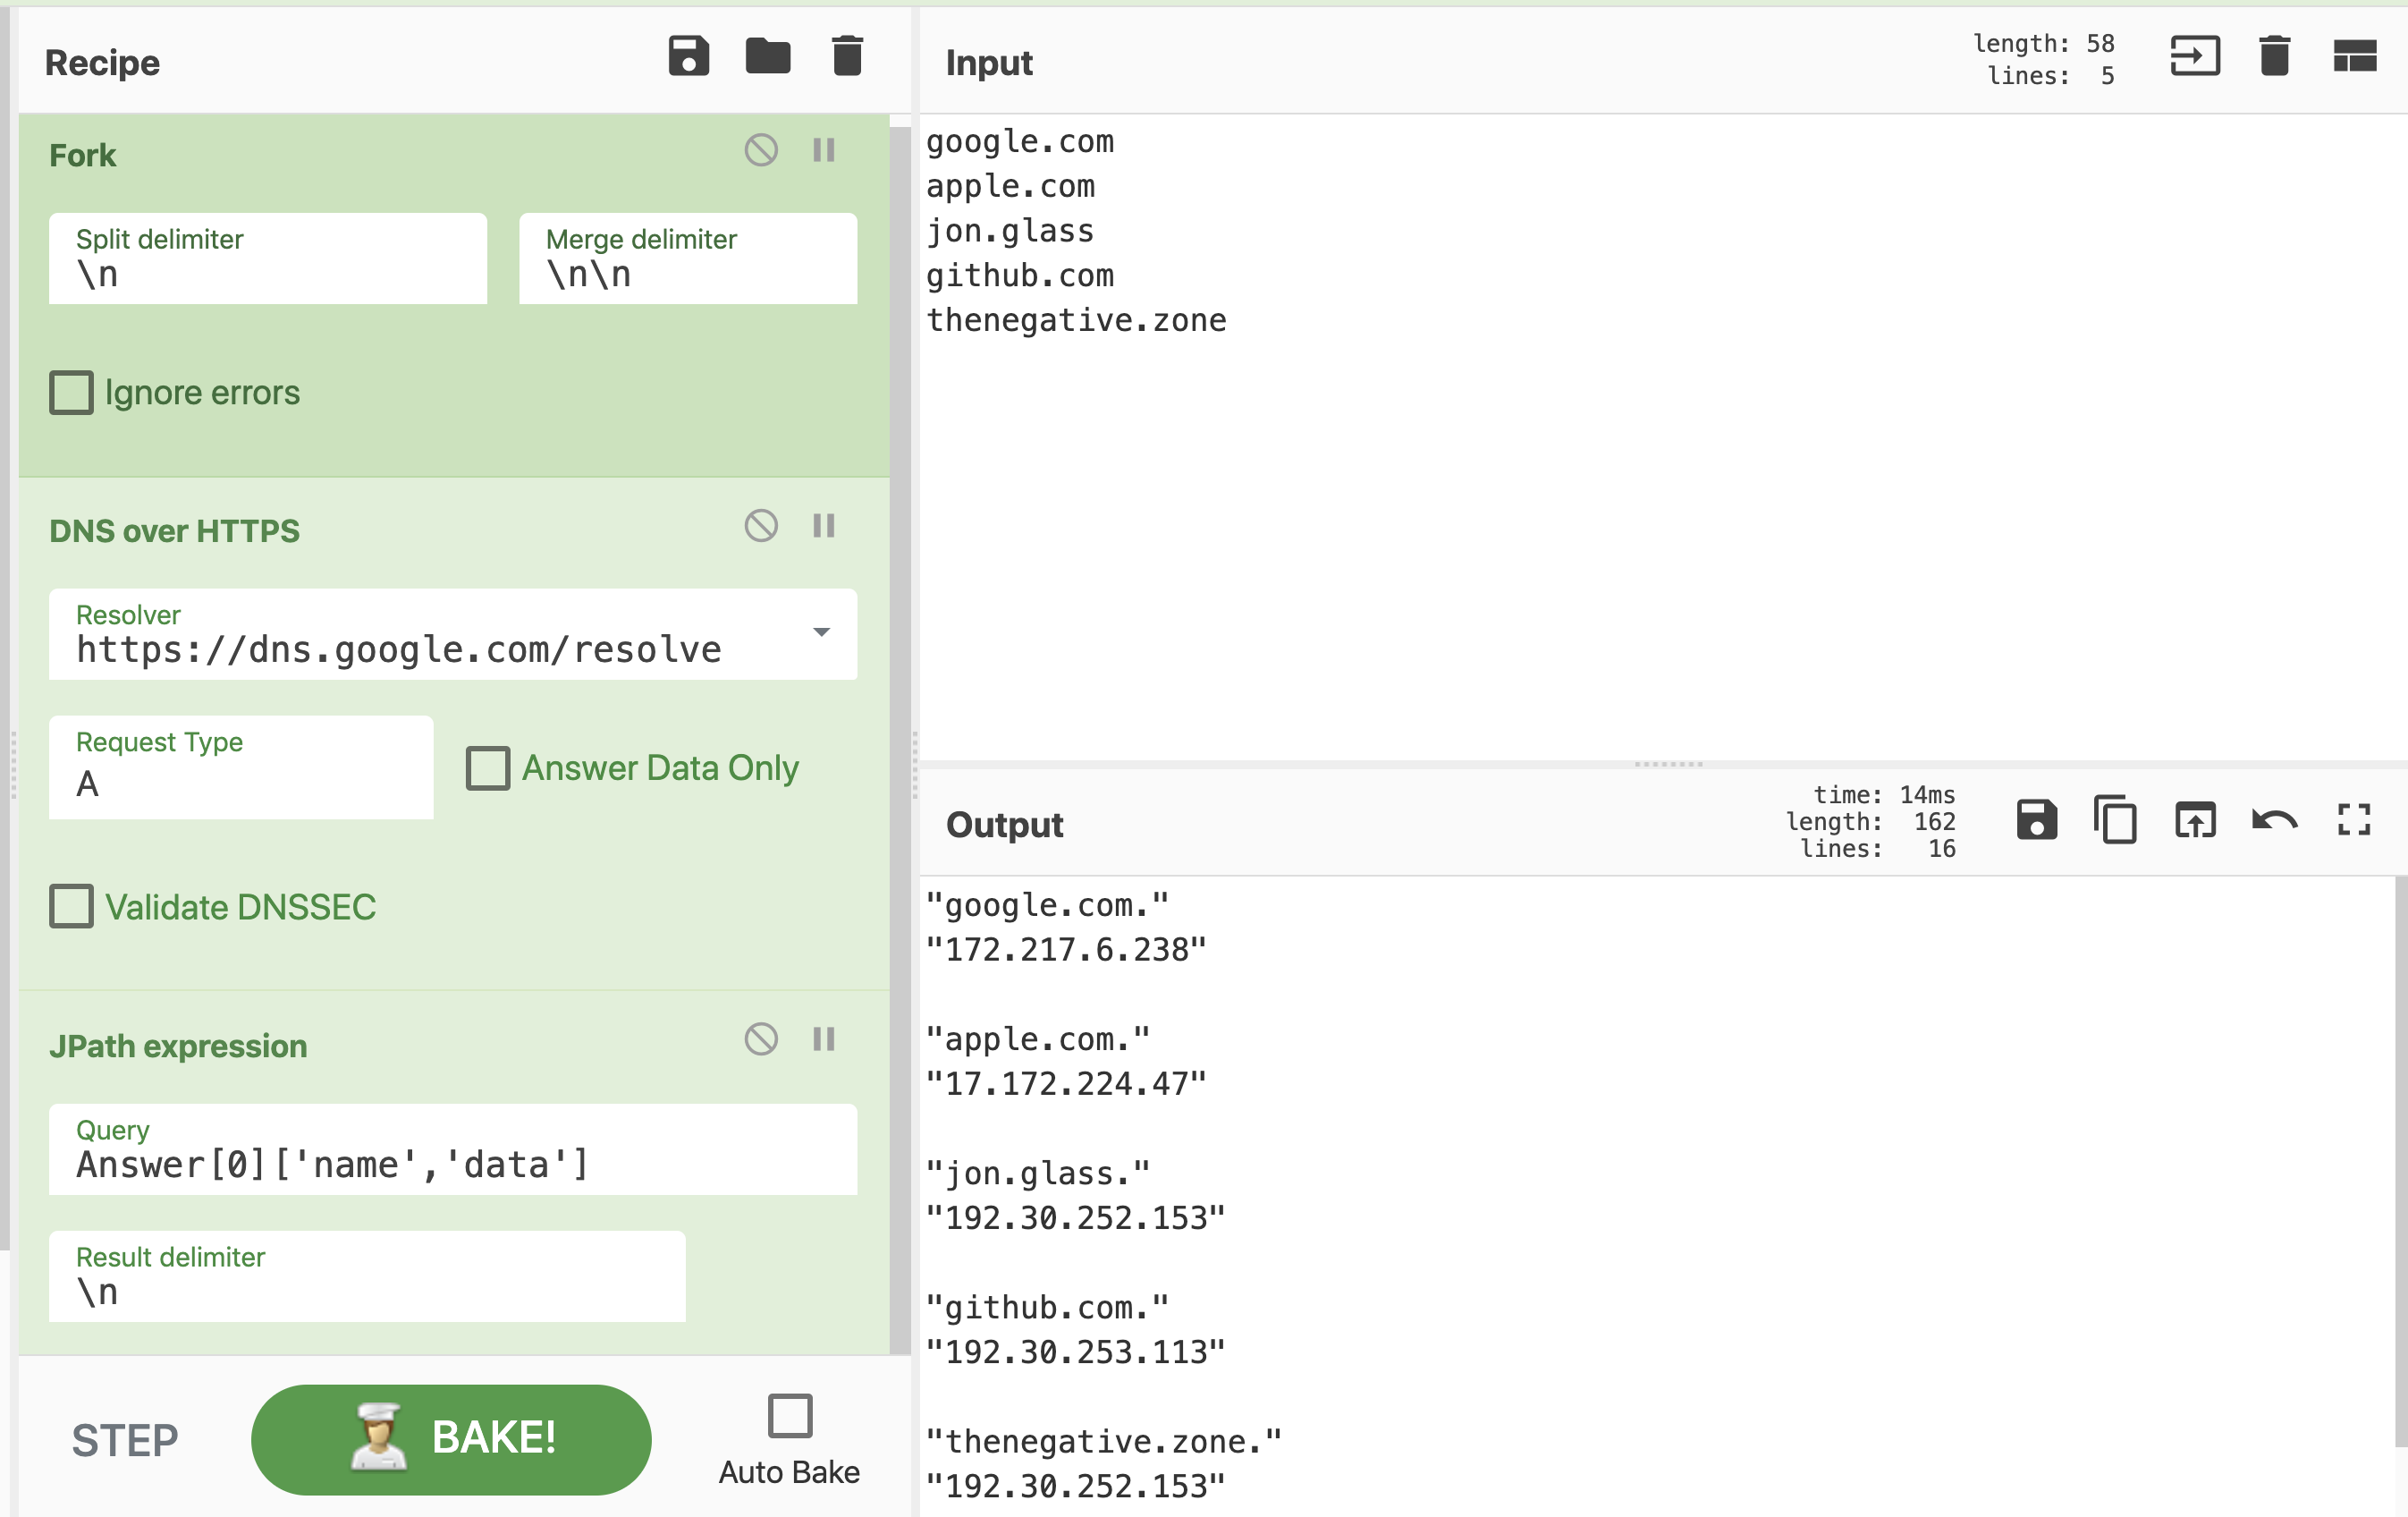 Recipe
Fork
Split delimiter
\n
Merge delimiter
\n\n
Ignore errors
DNS over HTTPS
Resolver
https://dns.google.com/resolve
Request Type
A
Answer Data Only
Validate DNSSEC
JPath expression
Query
Answer[0]['name','data']
Result delimiter
\n
STEP
BAKE!
Auto Bake
Input
length: 58
lines: 5
google.com
apple.com
jon.glass
github.com
thenegative.zone
Output
time: 14ms
length: 162
lines: 16
"google.com."
"172.217.6.238"
"apple.com."
"17.172.224.47"
"jon.glass."
"192.30.252.153"
"github.com."
"192.30.253.113"
"thenegative.zone."
"192.30.252.153"